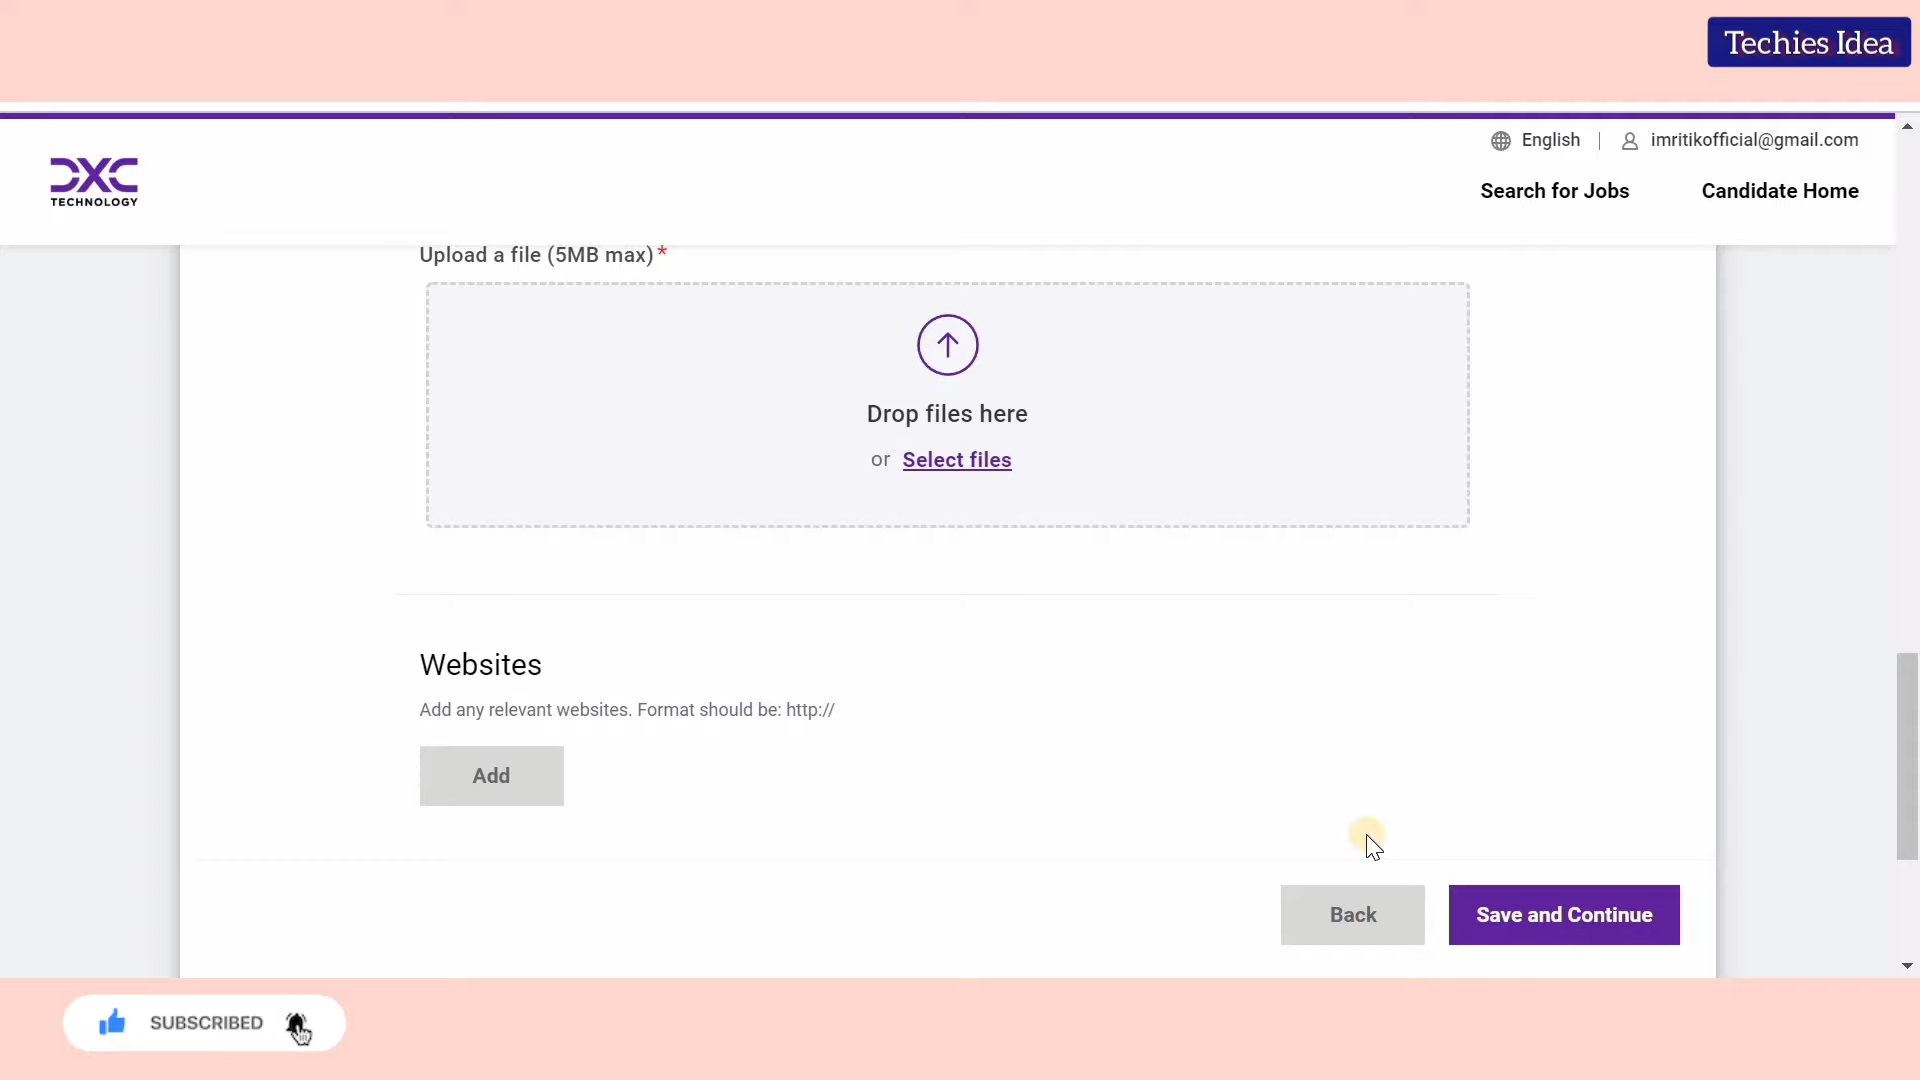 Techies Idea
English
imritikofficial@gmail.com
DXC
TECHNOLOGY
Search for Jobs
Candidate Home
Upload a file (5MB max)*
Drop files here
or Select files
Websites
Add any relevant websites. Format should be: http://
Add
Back
Save and Continue
SUBSCRIBED